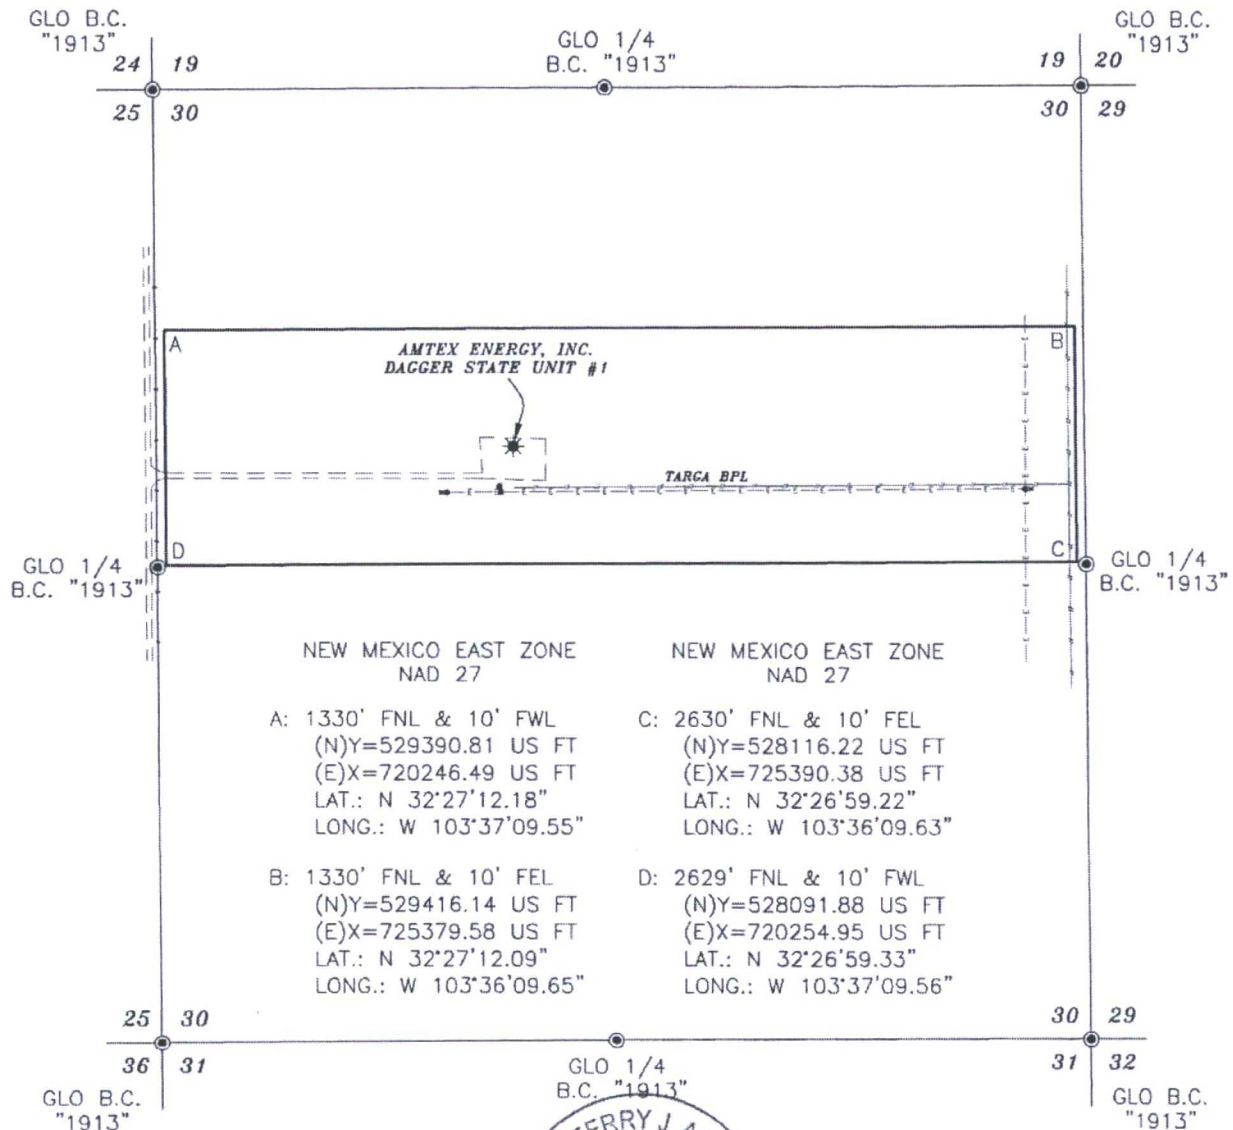 GLO B.C.
"1913"
GLO 1/4
B.C. "1913"
GLO B.C.
"1913"
24 19
19 20
25 30
30 29
A
B
AMTEX ENERGY, INC.
DAGGER STATE UNIT #1
TARGA BPL
D
C
GLO 1/4
B.C. "1913"
GLO 1/4
B.C. "1913"
NEW MEXICO EAST ZONE
NAD 27
A: 1330' FNL & 10' FWL
(N)Y=529390.81 US FT
(E)X=720246.49 US FT
LAT.: N 32°27'12.18"
LONG.: W 103°37'09.55"
B: 1330' FNL & 10' FEL
(N)Y=529416.14 US FT
(E)X=725379.58 US FT
LAT.: N 32°27'12.09"
LONG.: W 103°36'09.65"
NEW MEXICO EAST ZONE
NAD 27
C: 2630' FNL & 10' FEL
(N)Y=528116.22 US FT
(E)X=725390.38 US FT
LAT.: N 32°26'59.22"
LONG.: W 103°36'09.63"
D: 2629' FNL & 10' FWL
(N)Y=528091.88 US FT
(E)X=720254.95 US FT
LAT.: N 32°26'59.33"
LONG.: W 103°37'09.56"
25 30
30 29
36 31
31 32
GLO B.C.
"1913"
GLO 1/4
B.C. "1913"
GLO B.C.
"1913"
J. A